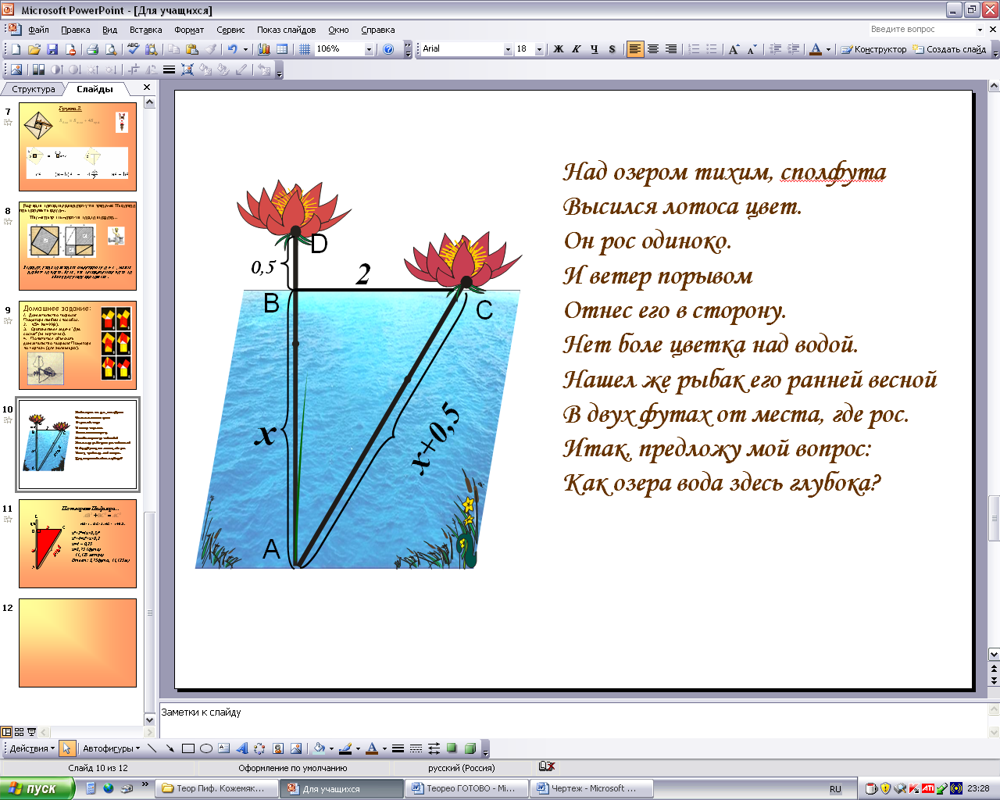 Microsoft PowerPoint - [Для учащихся]
Файл Правка Вид Вставка Формат Сервис Показ слайдов Окно Справка
Введите вопрос
106%
Arial
18
Ж К Ч S
Конструктор
Создать слайд
Структура
Слайды
7
Группа 3.
8
9
Домашнее задание:
10
11
По теореме Пифагора...
12
Над озером тихим, сполфута
Высился лотоса цвет.
Он рос одиноко.
И ветер порывом
Отнес его в сторону.
Нет боле цветка над водой.
Нашел же рыбак его ранней весной
В двух футах от места, где рос.
Итак, предложу мой вопрос:
Как озера вода здесь глубока?
D
0,5
2
B
C
x
x+0,5
A
Заметки к слайду
Действия
Автофигуры
Слайд 10 из 12
Оформление по умолчанию
русский (Россия)
пуск
Теор Пиф. Кожемяк...
Для учащихся
Теорео ГОТОВО - Mi...
Чертеж - Microsoft ...
RU
23:28